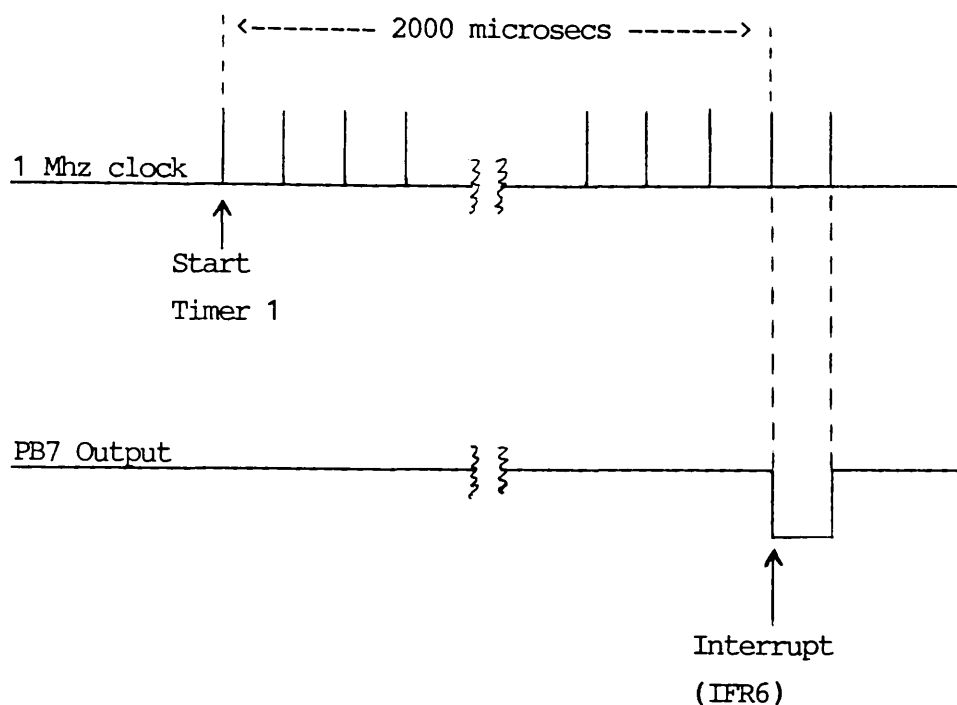 <-------- 2000 microsecs ------->
1 Mhz clock
Start
Timer 1
PB7 Output
Interrupt
(IFR6)